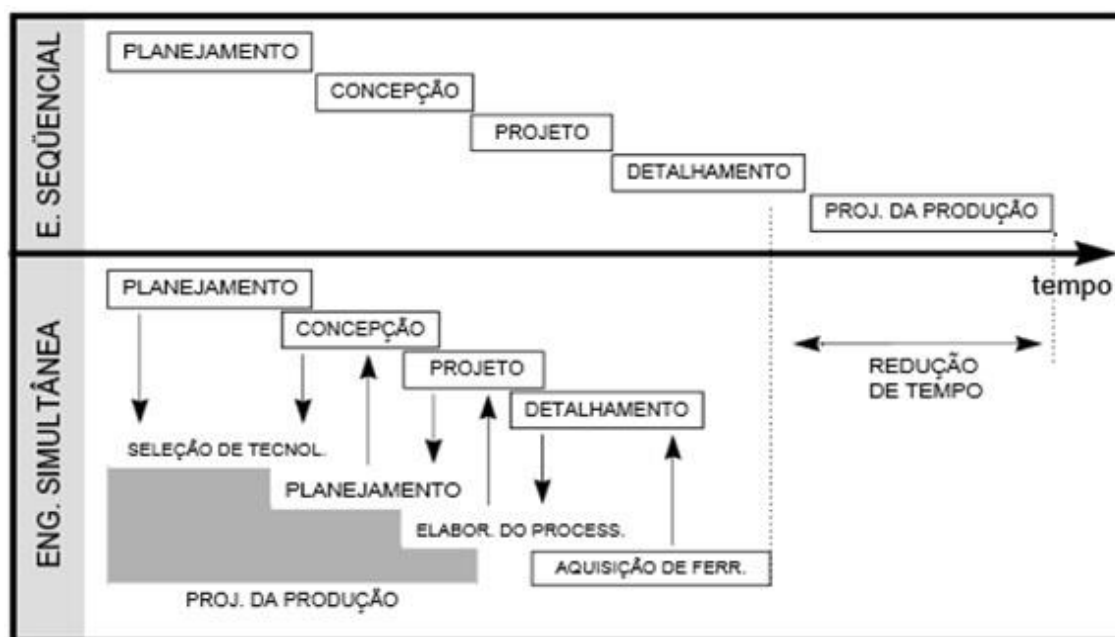 E. SEQÜENCIAL
PLANEJAMENTO
CONCEPÇÃO
PROJETO
DETALHAMENTO
PROJ. DA PRODUÇÃO
tempo
ENG. SIMULTÂNEA
PLANEJAMENTO
CONCEPÇÃO
PROJETO
DETALHAMENTO
REDUÇÃO
DE TEMPO
SELEÇÃO DE TECNOL.
PLANEJAMENTO
ELABOR. DO PROCESS.
AQUISIÇÃO DE FERR.
PROJ. DA PRODUÇÃO